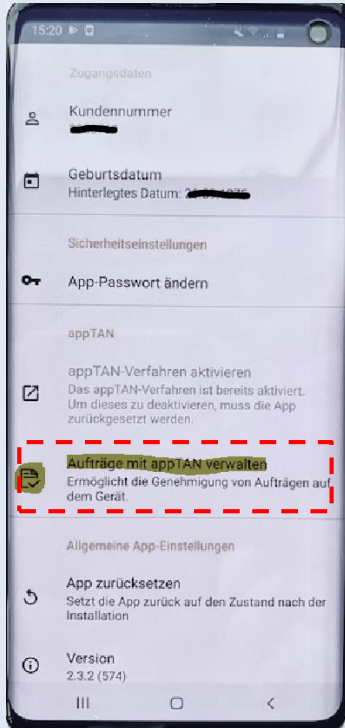 15:20
Zugangsdaten
Kundennummer
Geburtsdatum
Hinterlegtes Datum:
Sicherheitseinstellungen
App-Passwort ändern
appTAN
appTAN-Verfahren aktivieren
Das appTAN-Verfahren ist bereits aktiviert.
Um dieses zu deaktivieren, muss die App
zurückgesetzt werden.
Aufträge mit appTAN verwalten
Ermöglicht die Genehmigung von Aufträgen auf
dem Gerät.
Allgemeine App-Einstellungen
App zurücksetzen
Setzt die App zurück auf den Zustand nach der
Installation
Version
2.3.2 (574)